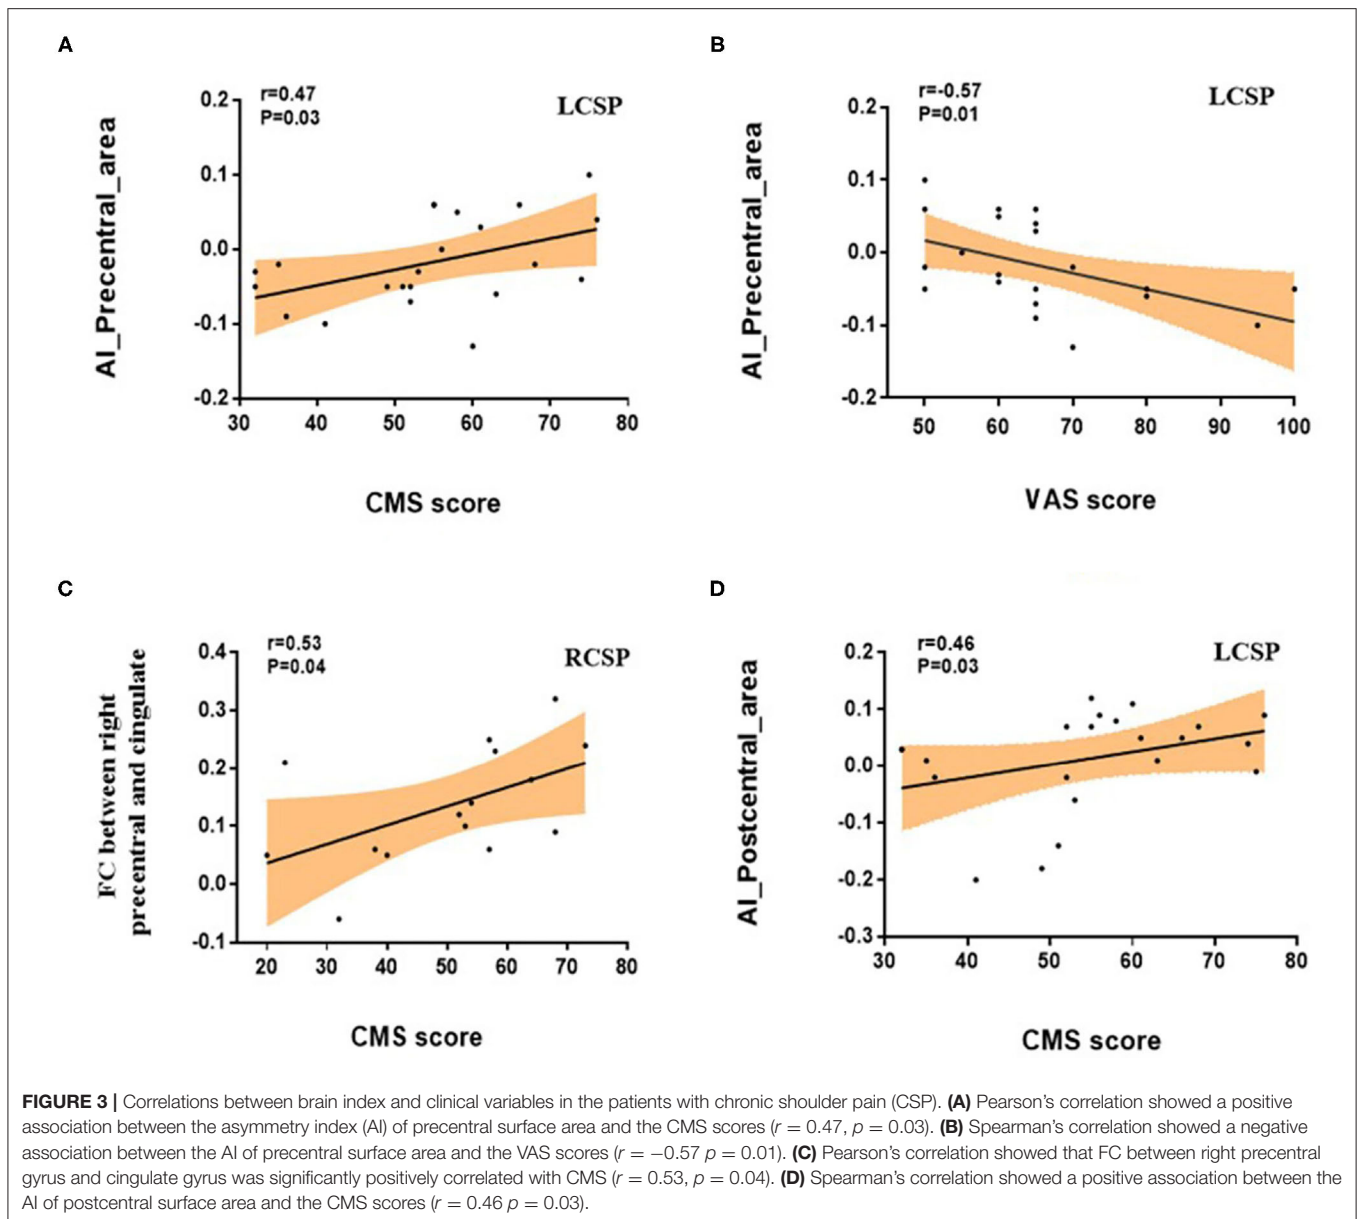 A
r=0.47
P=0.03
LCSP
AI_Precentral_area
0.2
0.1
0.0
-0.1
-0.2
30 40 50 60 70 80
CMS score
B
r=-0.57
P=0.01
LCSP
AI_Precentral_area
0.2
0.1
0.0
-0.1
-0.2
50 60 70 80 90 100
VAS score
C
r=0.53
P=0.04
RCSP
FC between right
precentral and cingulate
0.4
0.3
0.2
0.1
0.0
-0.1
20 30 40 50 60 70 80
CMS score
D
r=0.46
P=0.03
LCSP
AI_Postcentral_area
0.2
0.1
0.0
-0.1
-0.2
-0.3
30 40 50 60 70 80
CMS score
FIGURE 3 | Correlations between brain index and clinical variables in the patients with chronic shoulder pain (CSP). (A) Pearson's correlation showed a positive
association between the asymmetry index (AI) of precentral surface area and the CMS scores (r = 0.47, p = 0.03). (B) Spearman's correlation showed a negative
association between the AI of precentral surface area and the VAS scores (r = −0.57 p = 0.01). (C) Pearson's correlation showed that FC between right precentral
gyrus and cingulate gyrus was significantly positively correlated with CMS (r = 0.53, p = 0.04). (D) Spearman's correlation showed a positive association between the
AI of postcentral surface area and the CMS scores (r = 0.46 p = 0.03).